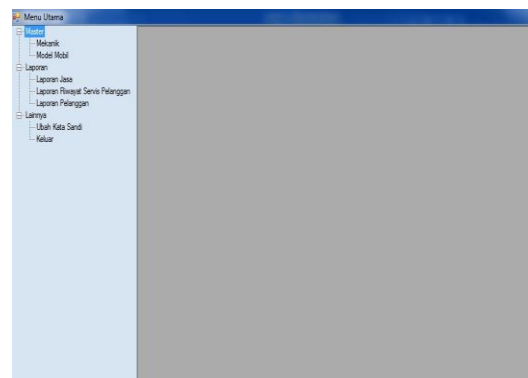 Menu Utama
Master
Mekanik
Model Mobil
Laporan
Laporan Jasa
Laporan Riwayat Servis Pelanggan
Laporan Pelanggan
Lainnya
Ubah Kata Sandi
Keluar